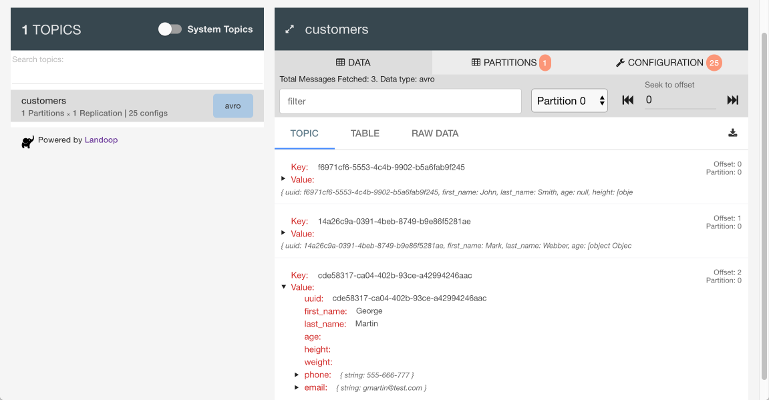 1 TOPICS
System Topics
Search topics:
customers
1 Partitions × 1 Replication | 25 configs
avro
Powered by Landoop
customers
DATA
PARTITIONS 1
CONFIGURATION 25
Total Messages Fetched: 3. Data type: avro
filter
Partition 0
Seek to offset
0
TOPIC
TABLE
RAW DATA
Key: f6971cf6-5553-4c4b-9902-b5a6fab9f245
Offset: 0
Partition: 0
Value:
{ uuid: f6971cf6-5553-4c4b-9902-b5a6fab9f245, first_name: John, last_name: Smith, age: null, height: [obje
Key: 14a26c9a-0391-4beb-8749-b9e86f5281ae
Offset: 1
Partition: 0
Value:
{ uuid: 14a26c9a-0391-4beb-8749-b9e86f5281ae, first_name: Mark, last_name: Webber, age: [object Objec
Key: cde58317-ca04-402b-93ce-a42994246aac
Offset: 2
Partition: 0
Value:
uuid: cde58317-ca04-402b-93ce-a42994246aac
first_name: George
last_name: Martin
age:
height:
weight:
phone: { string: 555-666-777 }
email: { string: gmartin@test.com }